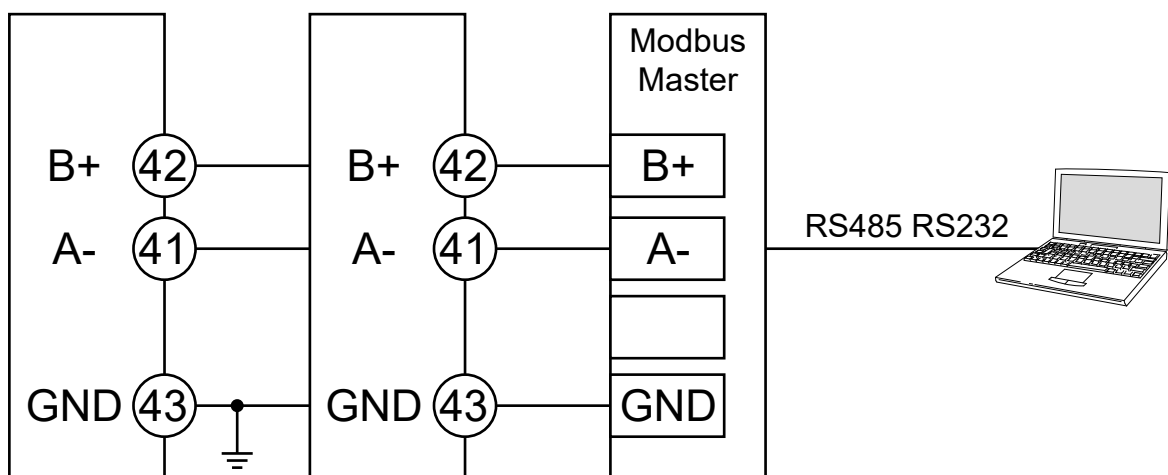 Modbus
Master
B+ 42 B+ 42 B+
A- 41 A- 41 A-
RS485 RS232
GND 43 GND 43 GND